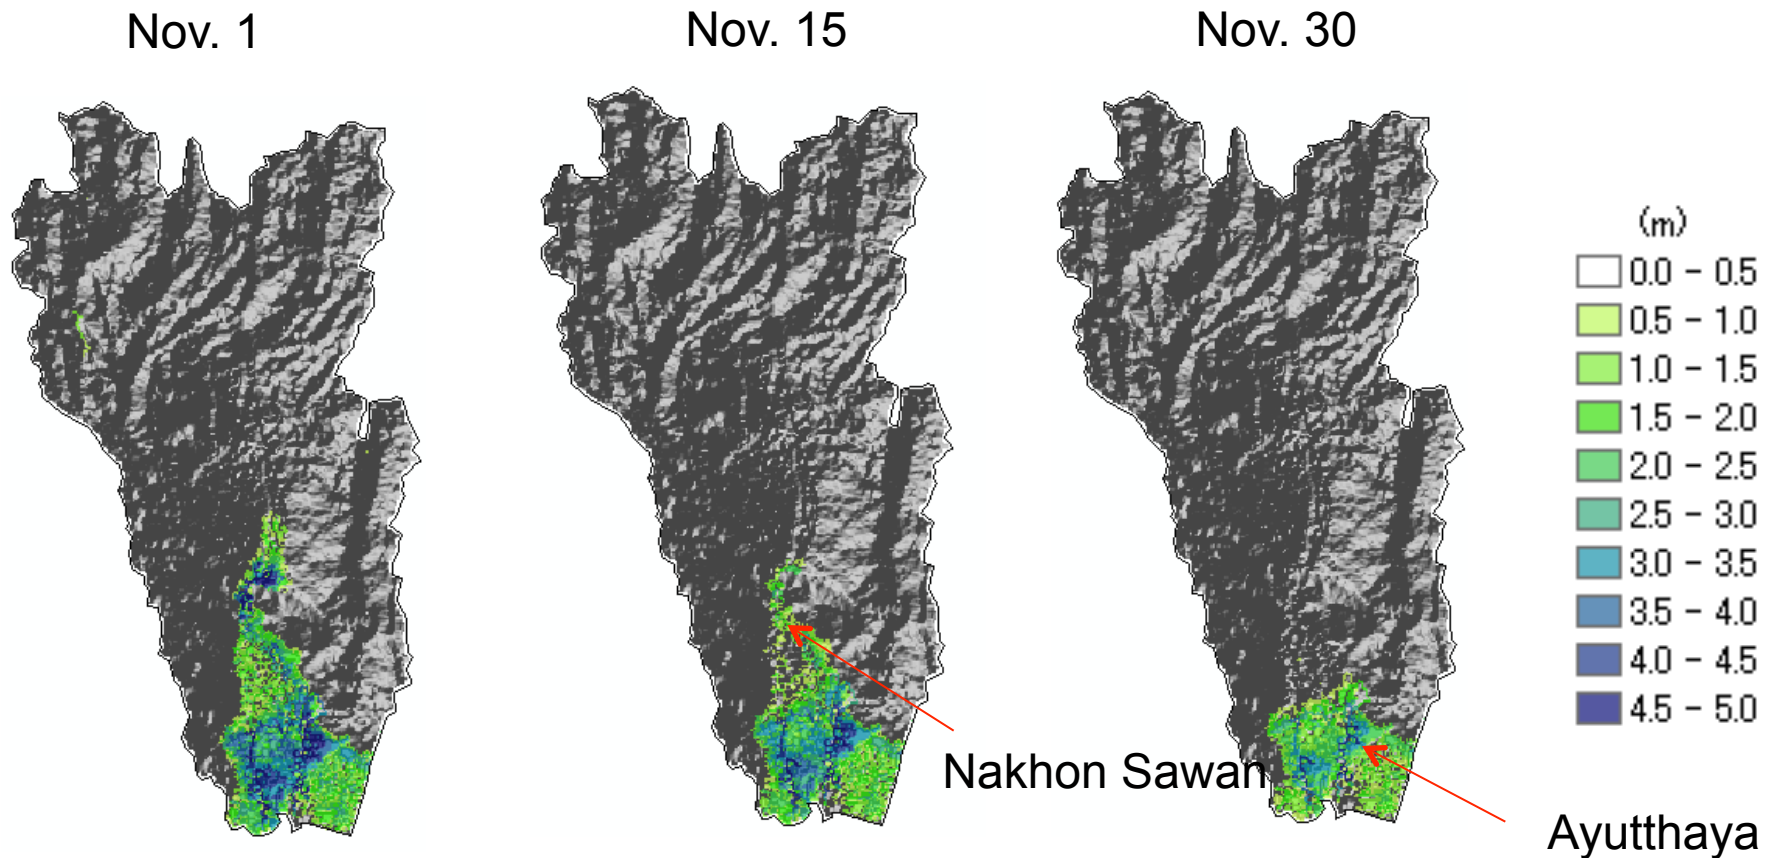 Nov. 1
Nov. 15
Nov. 30
(m)
0.0 - 0.5
0.5 - 1.0
1.0 - 1.5
1.5 - 2.0
2.0 - 2.5
2.5 - 3.0
3.0 - 3.5
3.5 - 4.0
4.0 - 4.5
4.5 - 5.0
Nakhon Sawan
Ayutthaya